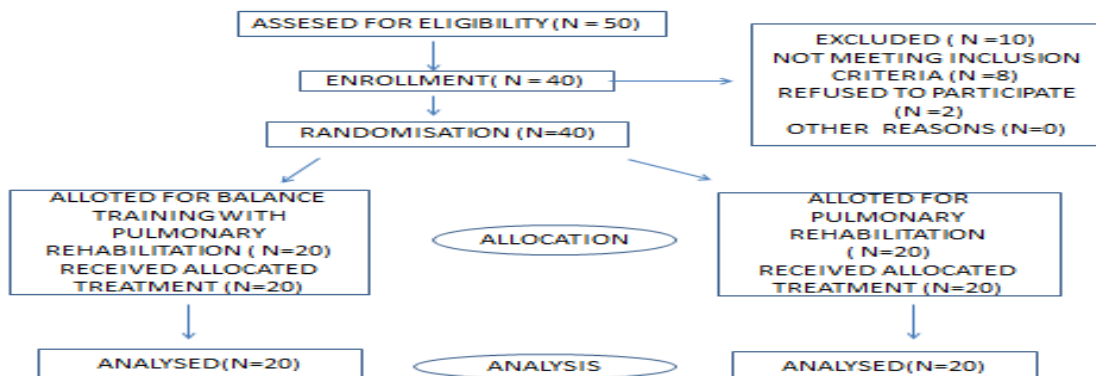 ASSESED FOR ELIGIBILITY (N = 50)
EXCLUDED ( N =10)
NOT MEETING INCLUSION
CRITERIA (N =8)
REFUSED TO PARTICIPATE
(N =2)
OTHER REASONS (N=0)
ENROLLMENT( N = 40)
RANDOMISATION (N=40)
ALLOTED FOR BALANCE
TRAINING WITH
PULMONARY
REHABILITATION ( N=20)
RECEIVED ALLOCATED
TREATMENT (N=20)
ALLOCATION
ALLOTED FOR
PULMONARY
REHABILITATION
( N=20)
RECEIVED ALLOCATED
TREATMENT (N=20)
ANALYSED(N=20)
ANALYSIS
ANALYSED(N=20)